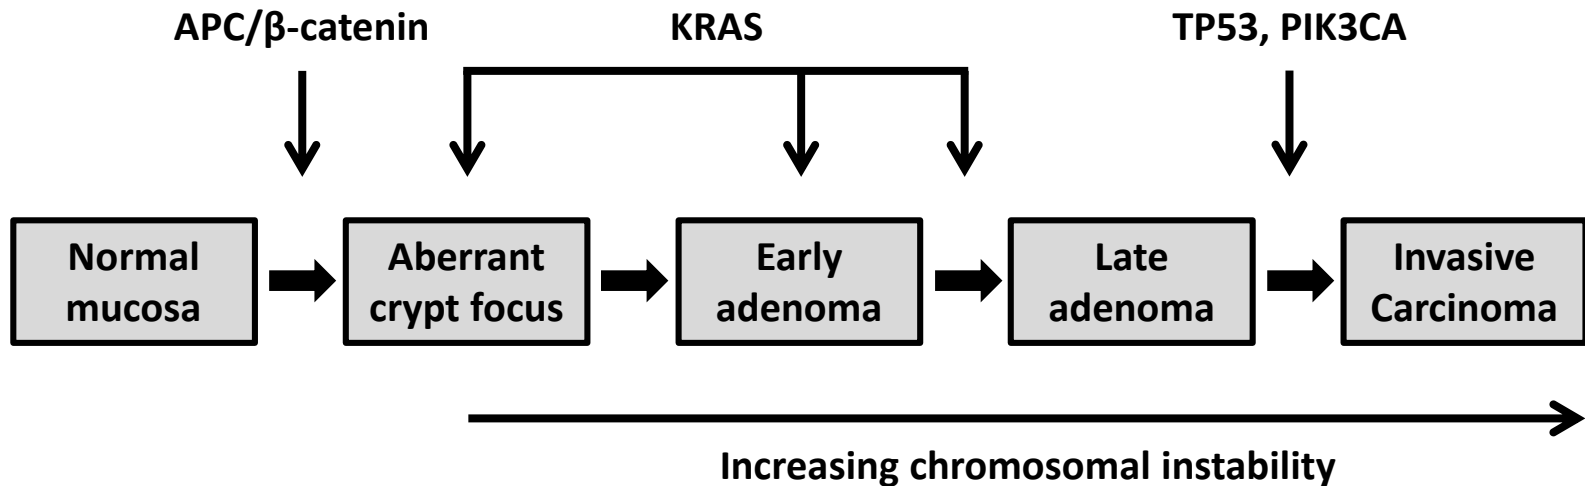 APC/β-catenin
KRAS
TP53, PIK3CA
Normal
mucosa
Aberrant
crypt focus
Early
adenoma
Late
adenoma
Invasive
Carcinoma
Increasing chromosomal instability